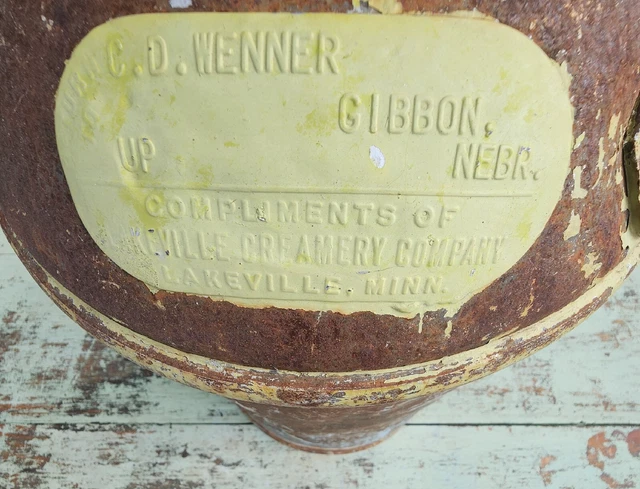 C.D.WENNER
GIBBON,
UP
NEBR.
COMPLIMENTS OF
CREAMERY COMPANY
LAKEVILLE, MINN.